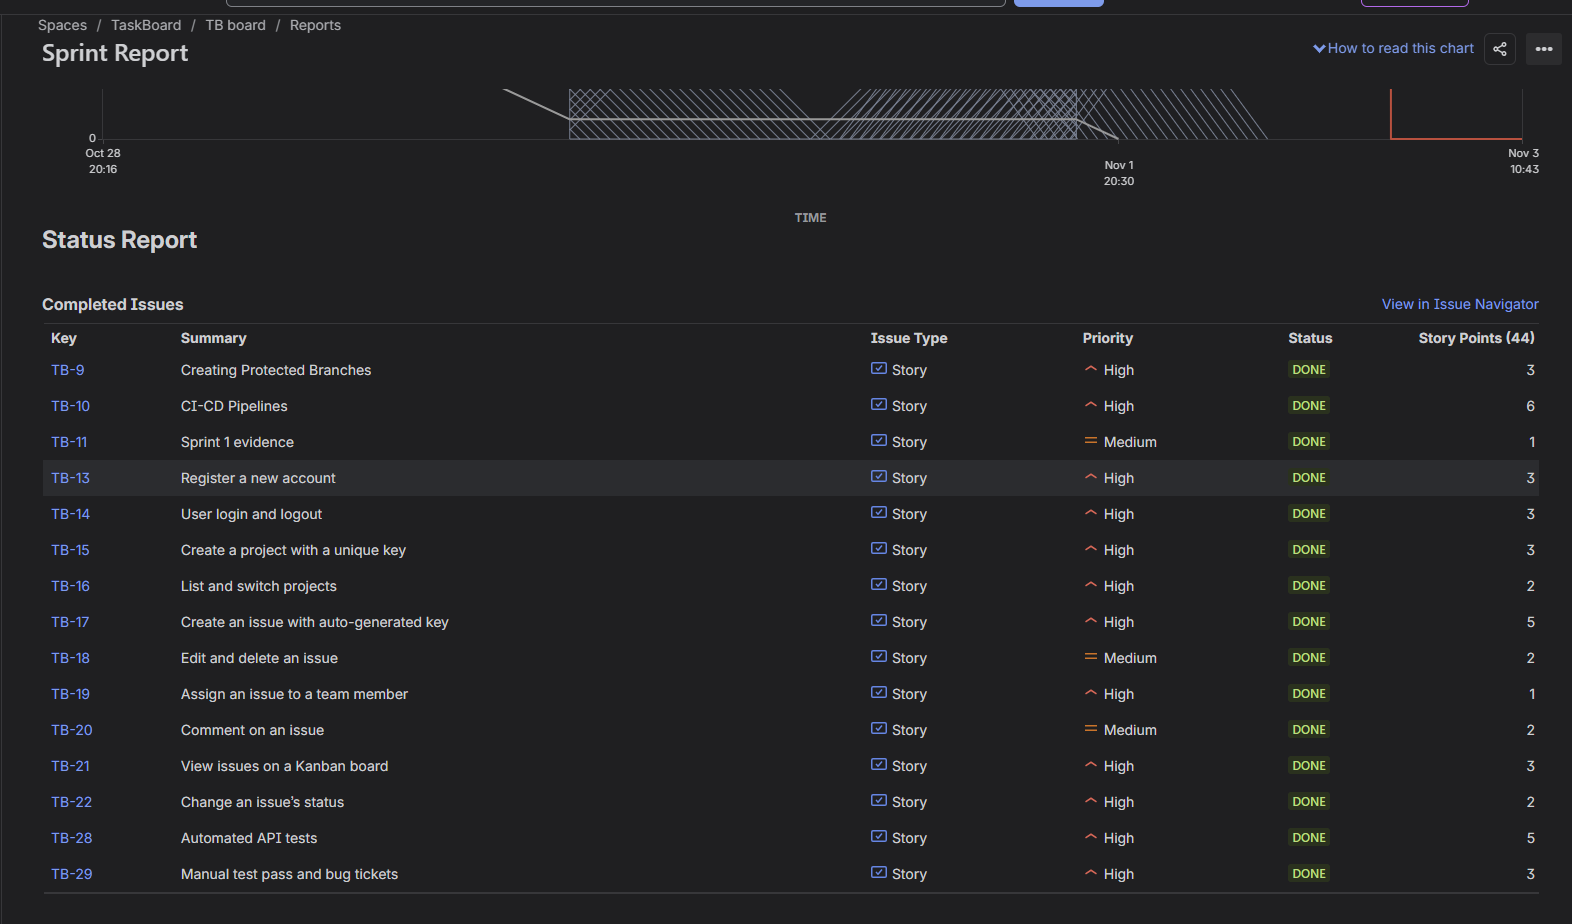 Spaces / TaskBoard / TB board / Reports
Sprint Report
How to read this chart
0
Oct 28
20:16
Nov 1
20:30
Nov 3
10:43
TIME
Status Report
Completed Issues View in Issue Navigator
Key Summary Issue Type Priority Status Story Points (44)
TB-9 Creating Protected Branches Story High DONE 3
TB-10 CI-CD Pipelines Story High DONE 6
TB-11 Sprint 1 evidence Story Medium DONE 1
TB-13 Register a new account Story High DONE 3
TB-14 User login and logout Story High DONE 3
TB-15 Create a project with a unique key Story High DONE 3
TB-16 List and switch projects Story High DONE 2
TB-17 Create an issue with auto-generated key Story High DONE 5
TB-18 Edit and delete an issue Story Medium DONE 2
TB-19 Assign an issue to a team member Story High DONE 1
TB-20 Comment on an issue Story Medium DONE 2
TB-21 View issues on a Kanban board Story High DONE 3
TB-22 Change an issue's status Story High DONE 2
TB-28 Automated API tests Story High DONE 5
TB-29 Manual test pass and bug tickets Story High DONE 3